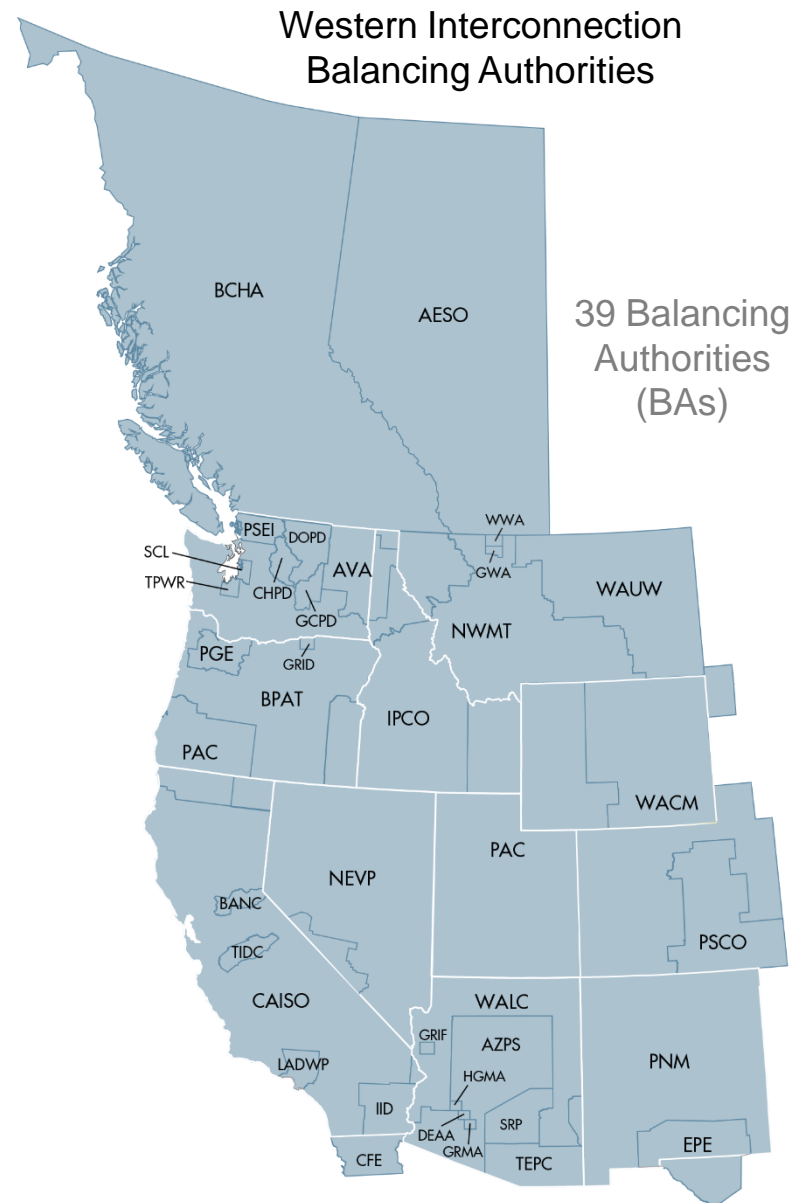 Western Interconnection
Balancing Authorities
BCHA
AESO
39 Balancing
Authorities
(BAs)
WWA
PSEI
DOPD
SCL
AVA
GWA
TPWR
CHPD
WAUW
GCPD
NWMT
PGE
GRID
BPAT
IPCO
PAC
WACM
PAC
NEVP
BANC
PSCO
TIDC
CAISO
WALC
GRIF
AZPS
LADWP
HGMA
PNM
IID
SRP
DEAA
GRMA
EPE
CFE
TEPC